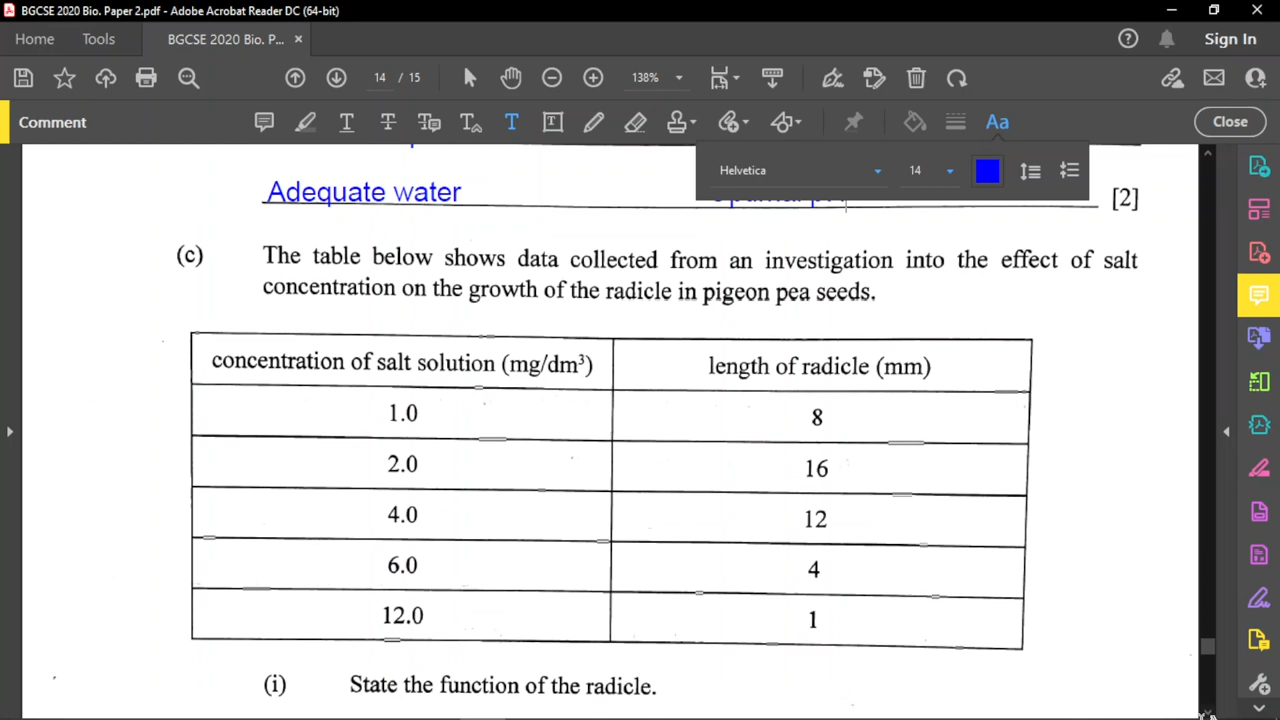 BGCSE 2020 Bio. Paper 2.pdf - Adobe Acrobat Reader DC (64-bit)
Home Tools BGCSE 2020 Bio. P... × Sign In
14 / 15 138%
Comment Close
Helvetica 14
Adequate water [2]
(c) The table below shows data collected from an investigation into the effect of salt
concentration on the growth of the radicle in pigeon pea seeds.
concentration of salt solution (mg/dm³) length of radicle (mm)
1.0 8
2.0 16
4.0 12
6.0 4
12.0 1
(i) State the function of the radicle.